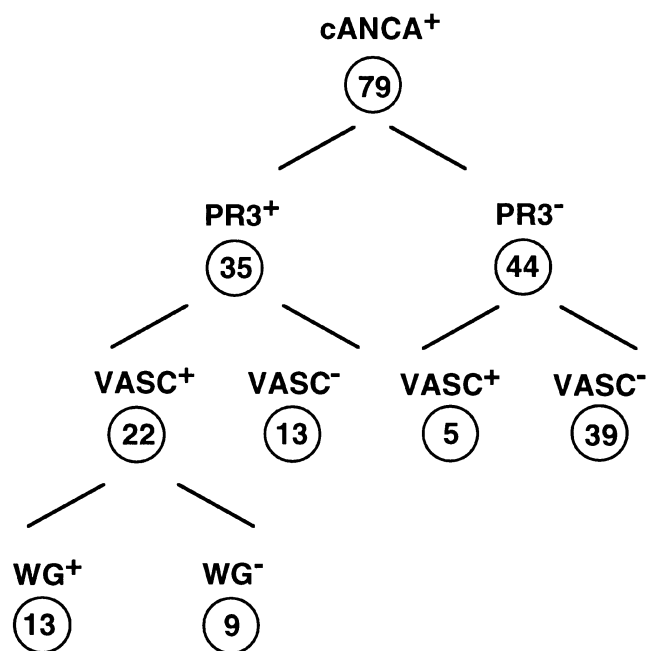 cANCA+
79
PR3+ PR3-
35 44
VASC+ VASC- VASC+ VASC-
22 13 5 39
WG+ WG-
13 9